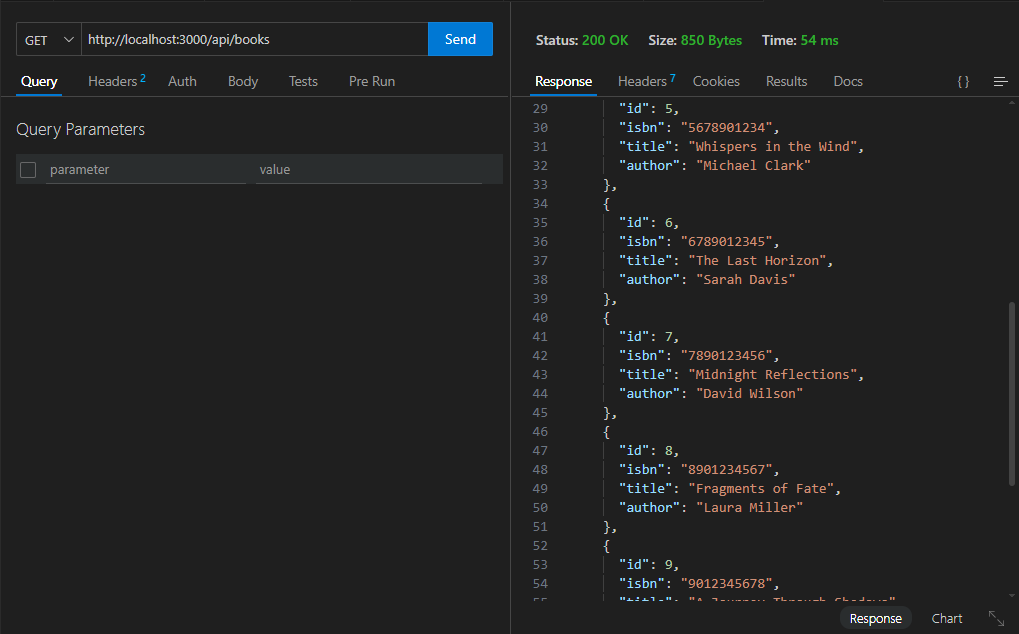 GET http://localhost:3000/api/books Send
Query Headers 2 Auth Body Tests Pre Run
Query Parameters
parameter value
Status: 200 OK Size: 850 Bytes Time: 54 ms
Response Headers 7 Cookies Results Docs {}
29 "id": 5,
30 "isbn": "5678901234",
31 "title": "Whispers in the Wind",
32 "author": "Michael Clark"
33 },
34 {
35 "id": 6,
36 "isbn": "6789012345",
37 "title": "The Last Horizon",
38 "author": "Sarah Davis"
39 },
40 {
41 "id": 7,
42 "isbn": "7890123456",
43 "title": "Midnight Reflections",
44 "author": "David Wilson"
45 },
46 {
47 "id": 8,
48 "isbn": "8901234567",
49 "title": "Fragments of Fate",
50 "author": "Laura Miller"
51 },
52 {
53 "id": 9,
54 "isbn": "9012345678",
55 "title": "A Journey Through Shadows",
Response Chart